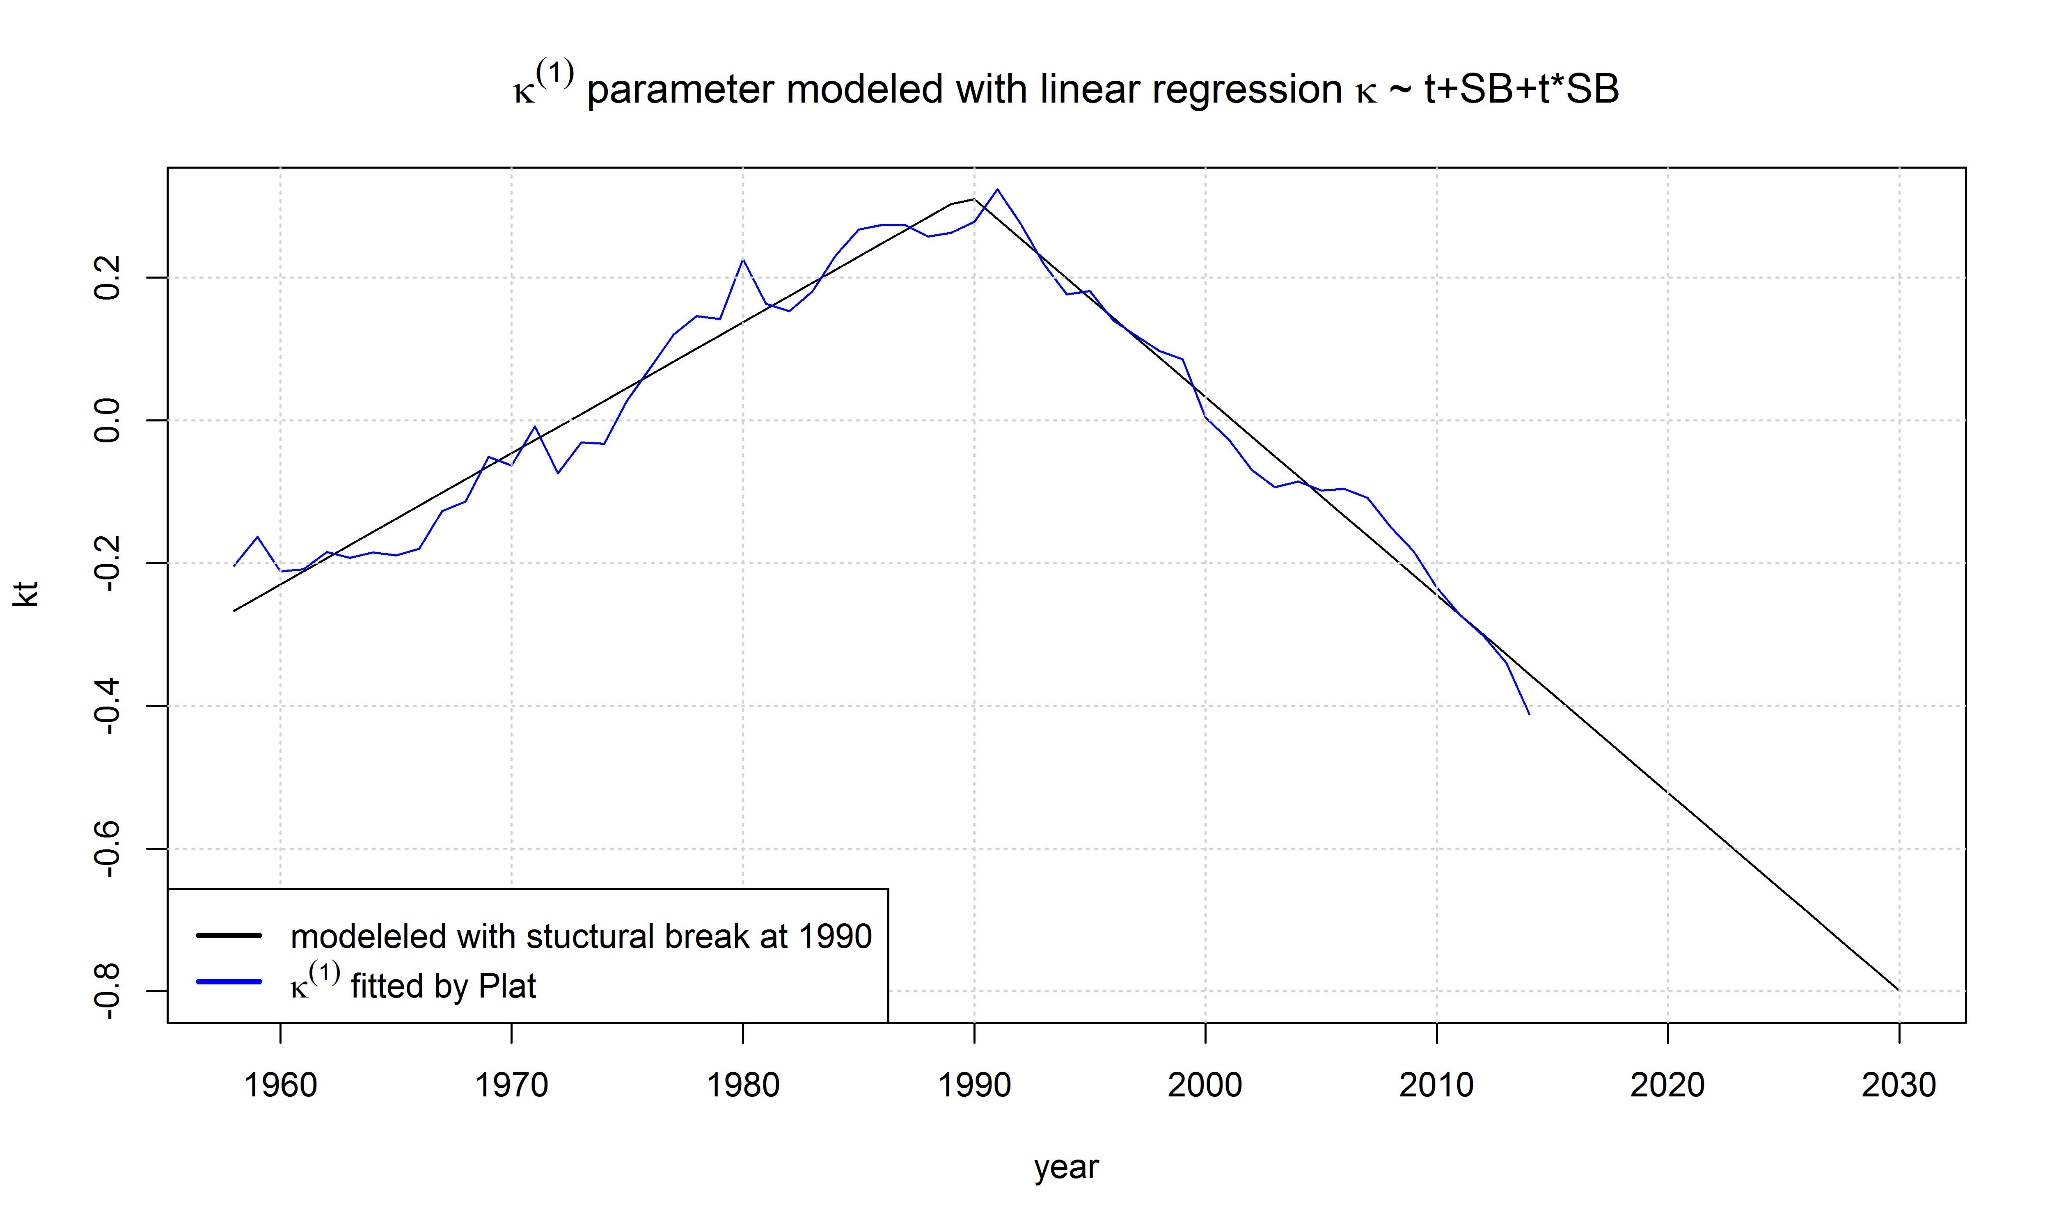 κ(1) parameter modeled with linear regression κ ~ t+SB+t*SB
kt
0.2
0.0
-0.2
-0.4
-0.6
-0.8
modeleled with stuctural break at 1990
κ(1) fitted by Plat
1960 1970 1980 1990 2000 2010 2020 2030
year